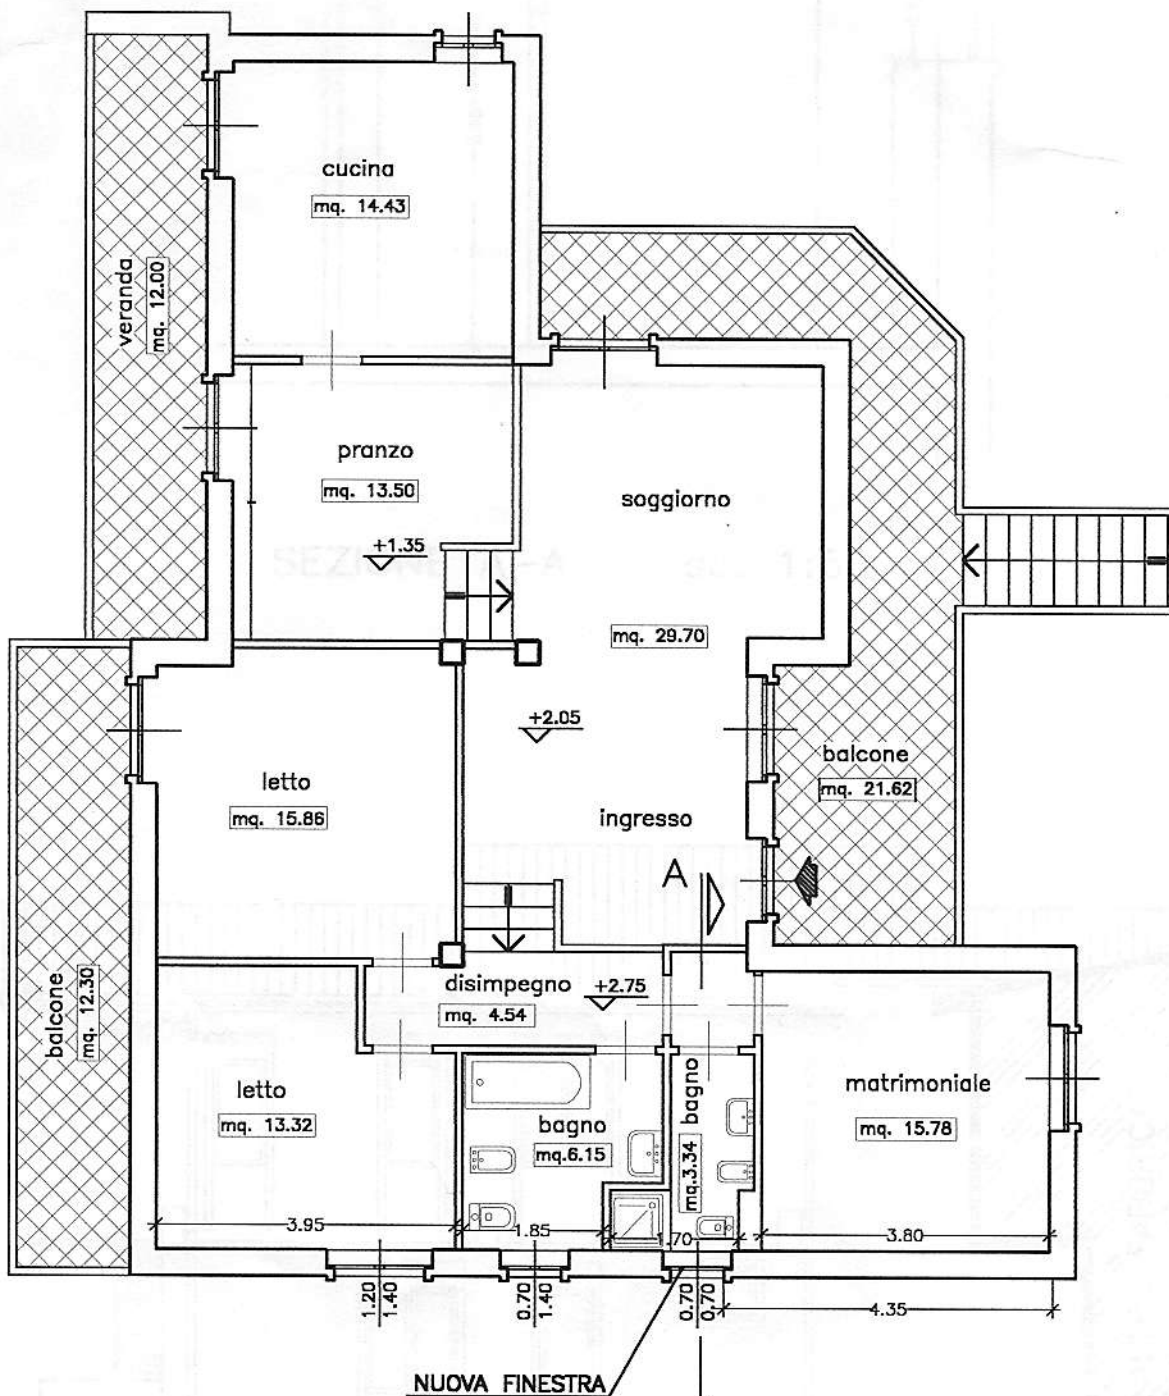 cucina
mq. 14.43
veranda
mq. 12.00
pranzo
mq. 13.50
soggiorno
+1.35
mq. 29.70
+2.05
balcone
mq. 21.62
letto
mq. 15.86
ingresso
A
balcone
mq. 12.30
disimpegno
mq. 4.54
+2.75
letto
mq. 13.32
bagno
mq.6.15
bagno
mq.3.34
matrimoniale
mq. 15.78
3.95
1.85
1.70
3.80
1.20
1.40
0.70
1.40
0.70
0.70
4.35
NUOVA FINESTRA